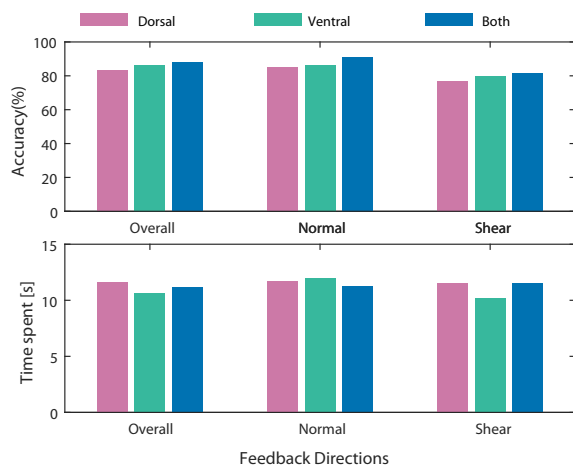 Dorsal Ventral Both
100
80
60
40
20
0
Accuracy(%)
Overall Normal Shear
15
10
5
0
Time spent [s]
Overall Normal Shear
Feedback Directions